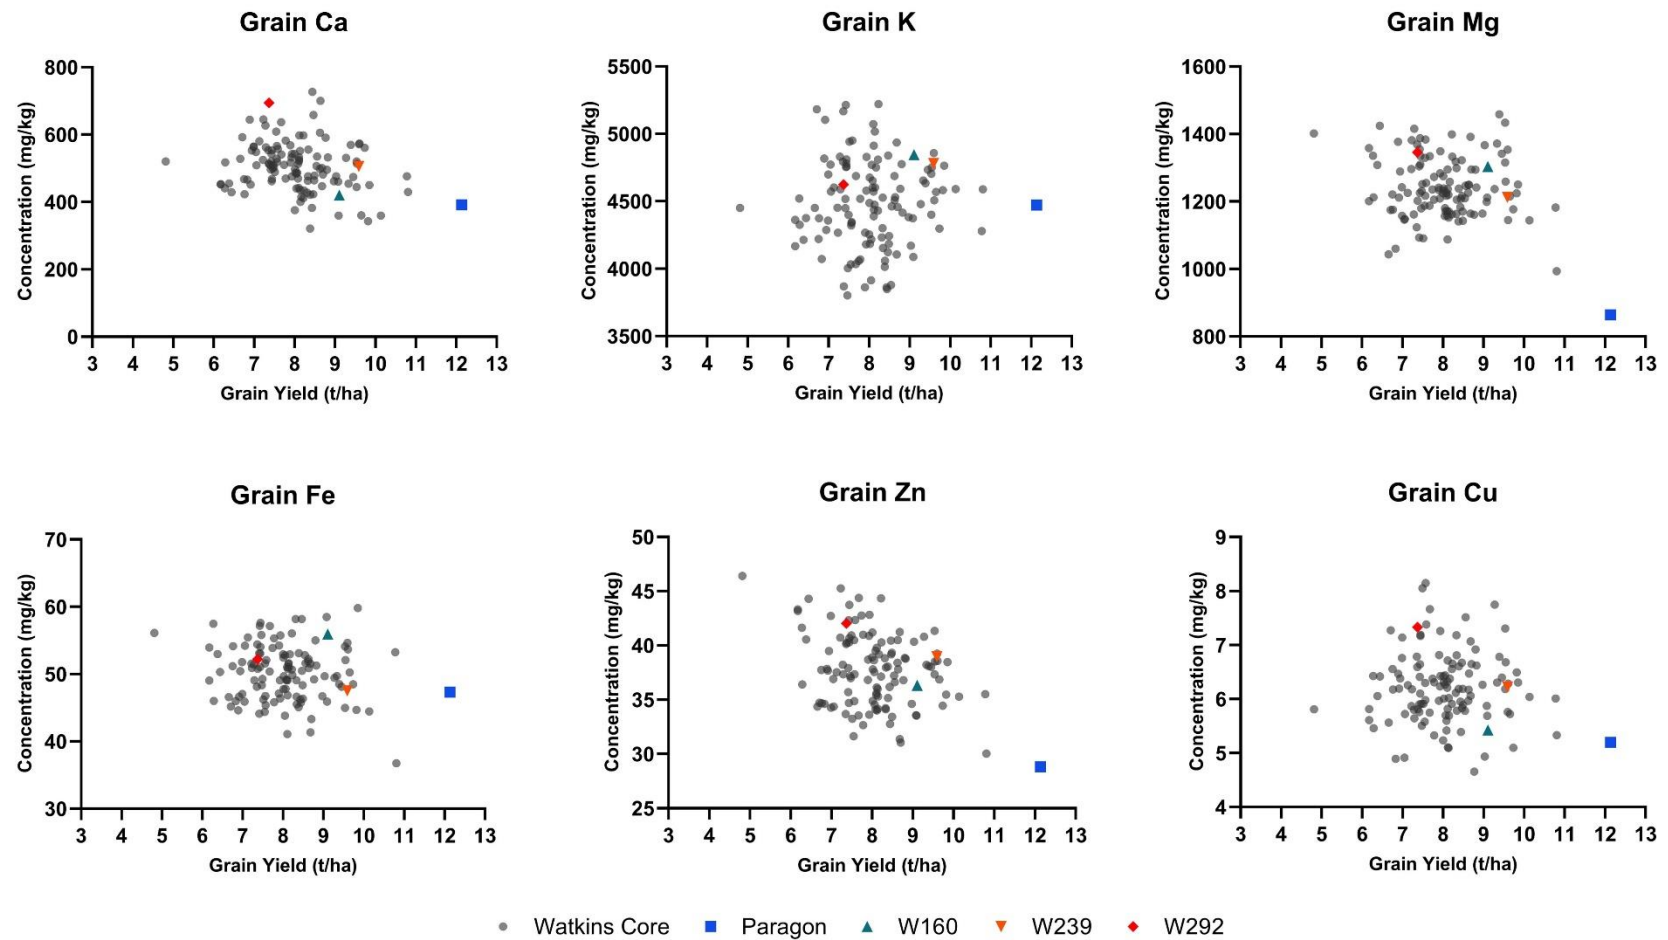 Grain Ca
Grain K
Grain Mg
Concentration (mg/kg)
800
600
400
200
0
3 4 5 6 7 8 9 10 11 12 13
Grain Yield (t/ha)
Concentration (mg/kg)
5500
5000
4500
4000
3500
3 4 5 6 7 8 9 10 11 12 13
Grain Yield (t/ha)
Concentration (mg/kg)
1600
1400
1200
1000
800
3 4 5 6 7 8 9 10 11 12 13
Grain Yield (t/ha)
Grain Fe
Grain Zn
Grain Cu
Concentration (mg/kg)
70
60
50
40
30
3 4 5 6 7 8 9 10 11 12 13
Grain Yield (t/ha)
Concentration (mg/kg)
50
45
40
35
30
25
3 4 5 6 7 8 9 10 11 12 13
Grain Yield (t/ha)
Concentration (mg/kg)
9
8
7
6
5
4
3 4 5 6 7 8 9 10 11 12 13
Grain Yield (t/ha)
Watkins Core Paragon W160 W239 W292